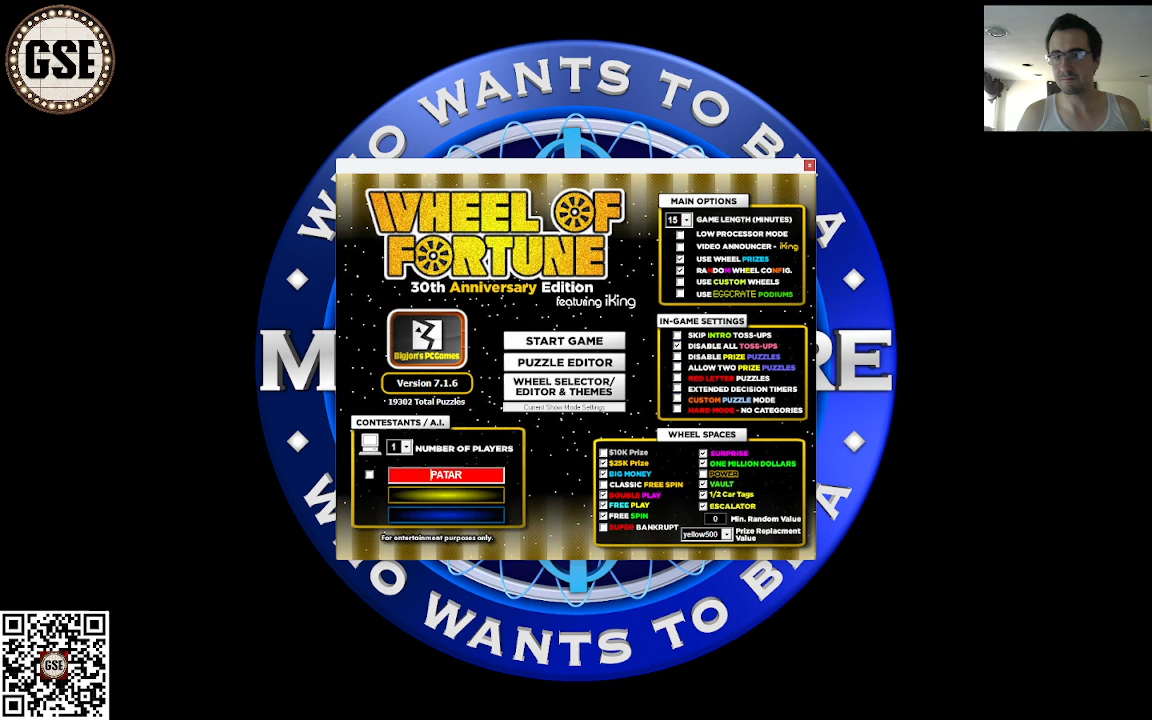 GSE
WHO WANTS TO BE A
M
RE
WHEEL OF
FORTUNE
30th Anniversary Edition
featuring iKing
BigJon's PCGames
Version 7.1.6
19302 Total Puzzles
START GAME
PUZZLE EDITOR
WHEEL SELECTOR/
EDITOR & THEMES
Current Show Mode Settings
CONTESTANTS / A.I.
1
NUMBER OF PLAYERS
PATAR
For entertainment purposes only.
MAIN OPTIONS
15
GAME LENGTH (MINUTES)
LOW PROCESSOR MODE
VIDEO ANNOUNCER - iKing
USE WHEEL PRIZES
RANDOM WHEEL CONFIG.
USE CUSTOM WHEELS
USE EGGCRATE PODIUMS
IN-GAME SETTINGS
SKIP INTRO TOSS-UPS
DISABLE ALL TOSS-UPS
DISABLE PRIZE PUZZLES
ALLOW TWO PRIZE PUZZLES
RED LETTER PUZZLES
EXTENDED DECISION TIMERS
CUSTOM PUZZLE MODE
HARD MODE - NO CATEGORIES
WHEEL SPACES
$10K Prize
$25K Prize
BIG MONEY
CLASSIC FREE SPIN
DOUBLE PLAY
FREE PLAY
FREE SPIN
SUPER BANKRUPT
SURPRISE
ONE MILLION DOLLARS
POWER
VAULT
1/2 Car Tags
ESCALATOR
0
Min. Random Value
yellow500
Prize Replacment
Value
WHO WANTS TO BE A
GSE